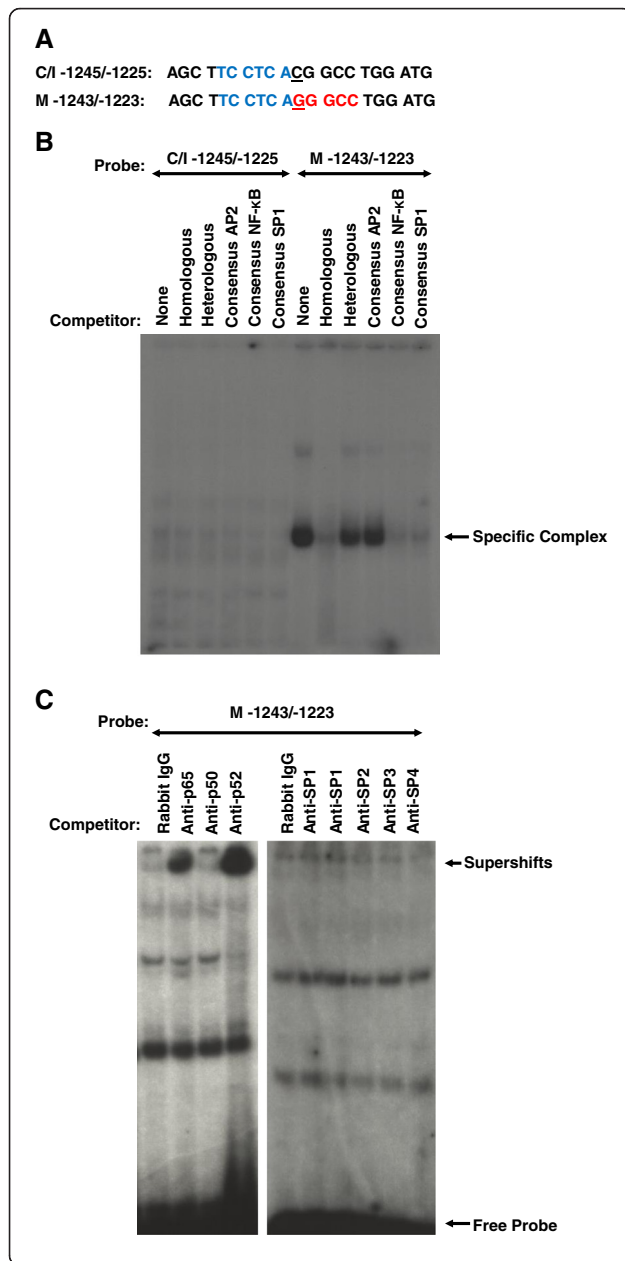 A
C/I -1245/-1225: AGC TTC CTC ACG GCC TGG ATG
M -1243/-1223: AGC TTC CCT CAGG GCC TGG ATG
B
Probe: C/I -1245/-1225 M -1243/-1223
Competitor: None Homologous Heterologous Consensus AP2 Consensus NF-κB Consensus SP1 None Homologous Heterologous Consensus AP2 Consensus NF-κB Consensus SP1
Specific Complex
C
M -1243/-1223
Probe:
Competitor: Rabbit IgG Anti-p65 Anti-p50 Anti-p52 Rabbit IgG Anti-SP1 Anti-SP1 Anti-SP2 Anti-SP3 Anti-SP4
Supershifts
Free Probe